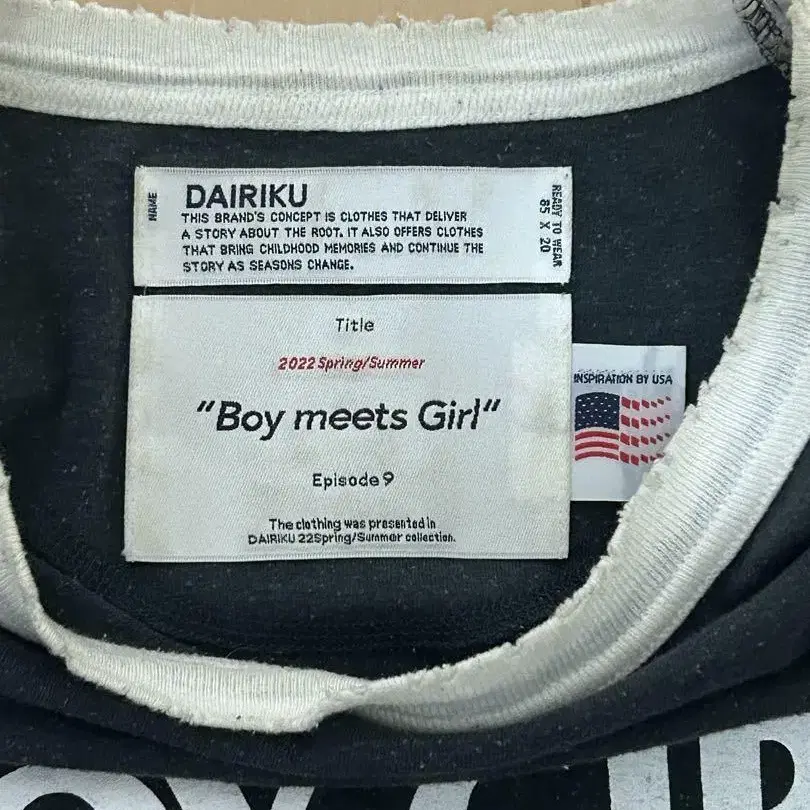 NAME
DAIRIKU
THIS BRAND'S CONCEPT IS CLOTHES THAT DELIVER
A STORY ABOUT THE ROOT. IT ALSO OFFERS CLOTHES
THAT BRING CHILDHOOD MEMORIES AND CONTINUE THE
STORY AS SEASONS CHANGE.
READY TO WEAR
85 X 20
Title
2022 Spring/Summer
"Boy meets Girl"
Episode 9
The clothing was presented in
DAIRIKU 22Spring/Summer collection.
INSPIRATION BY USA